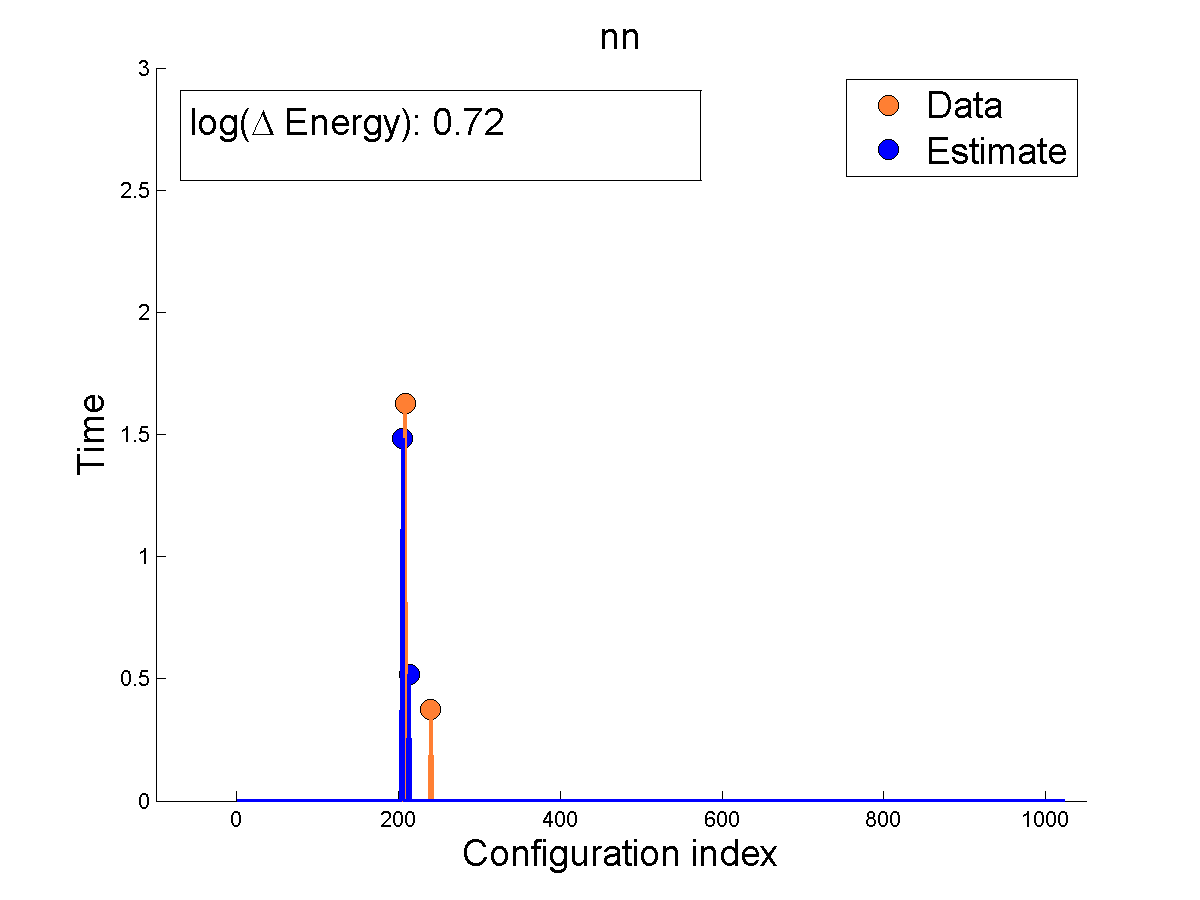 nn
log(Δ Energy): 0.72
Data
Estimate
3
2.5
2
1.5
1
0.5
0
Time
0 200 400 600 800 1000
Configuration index